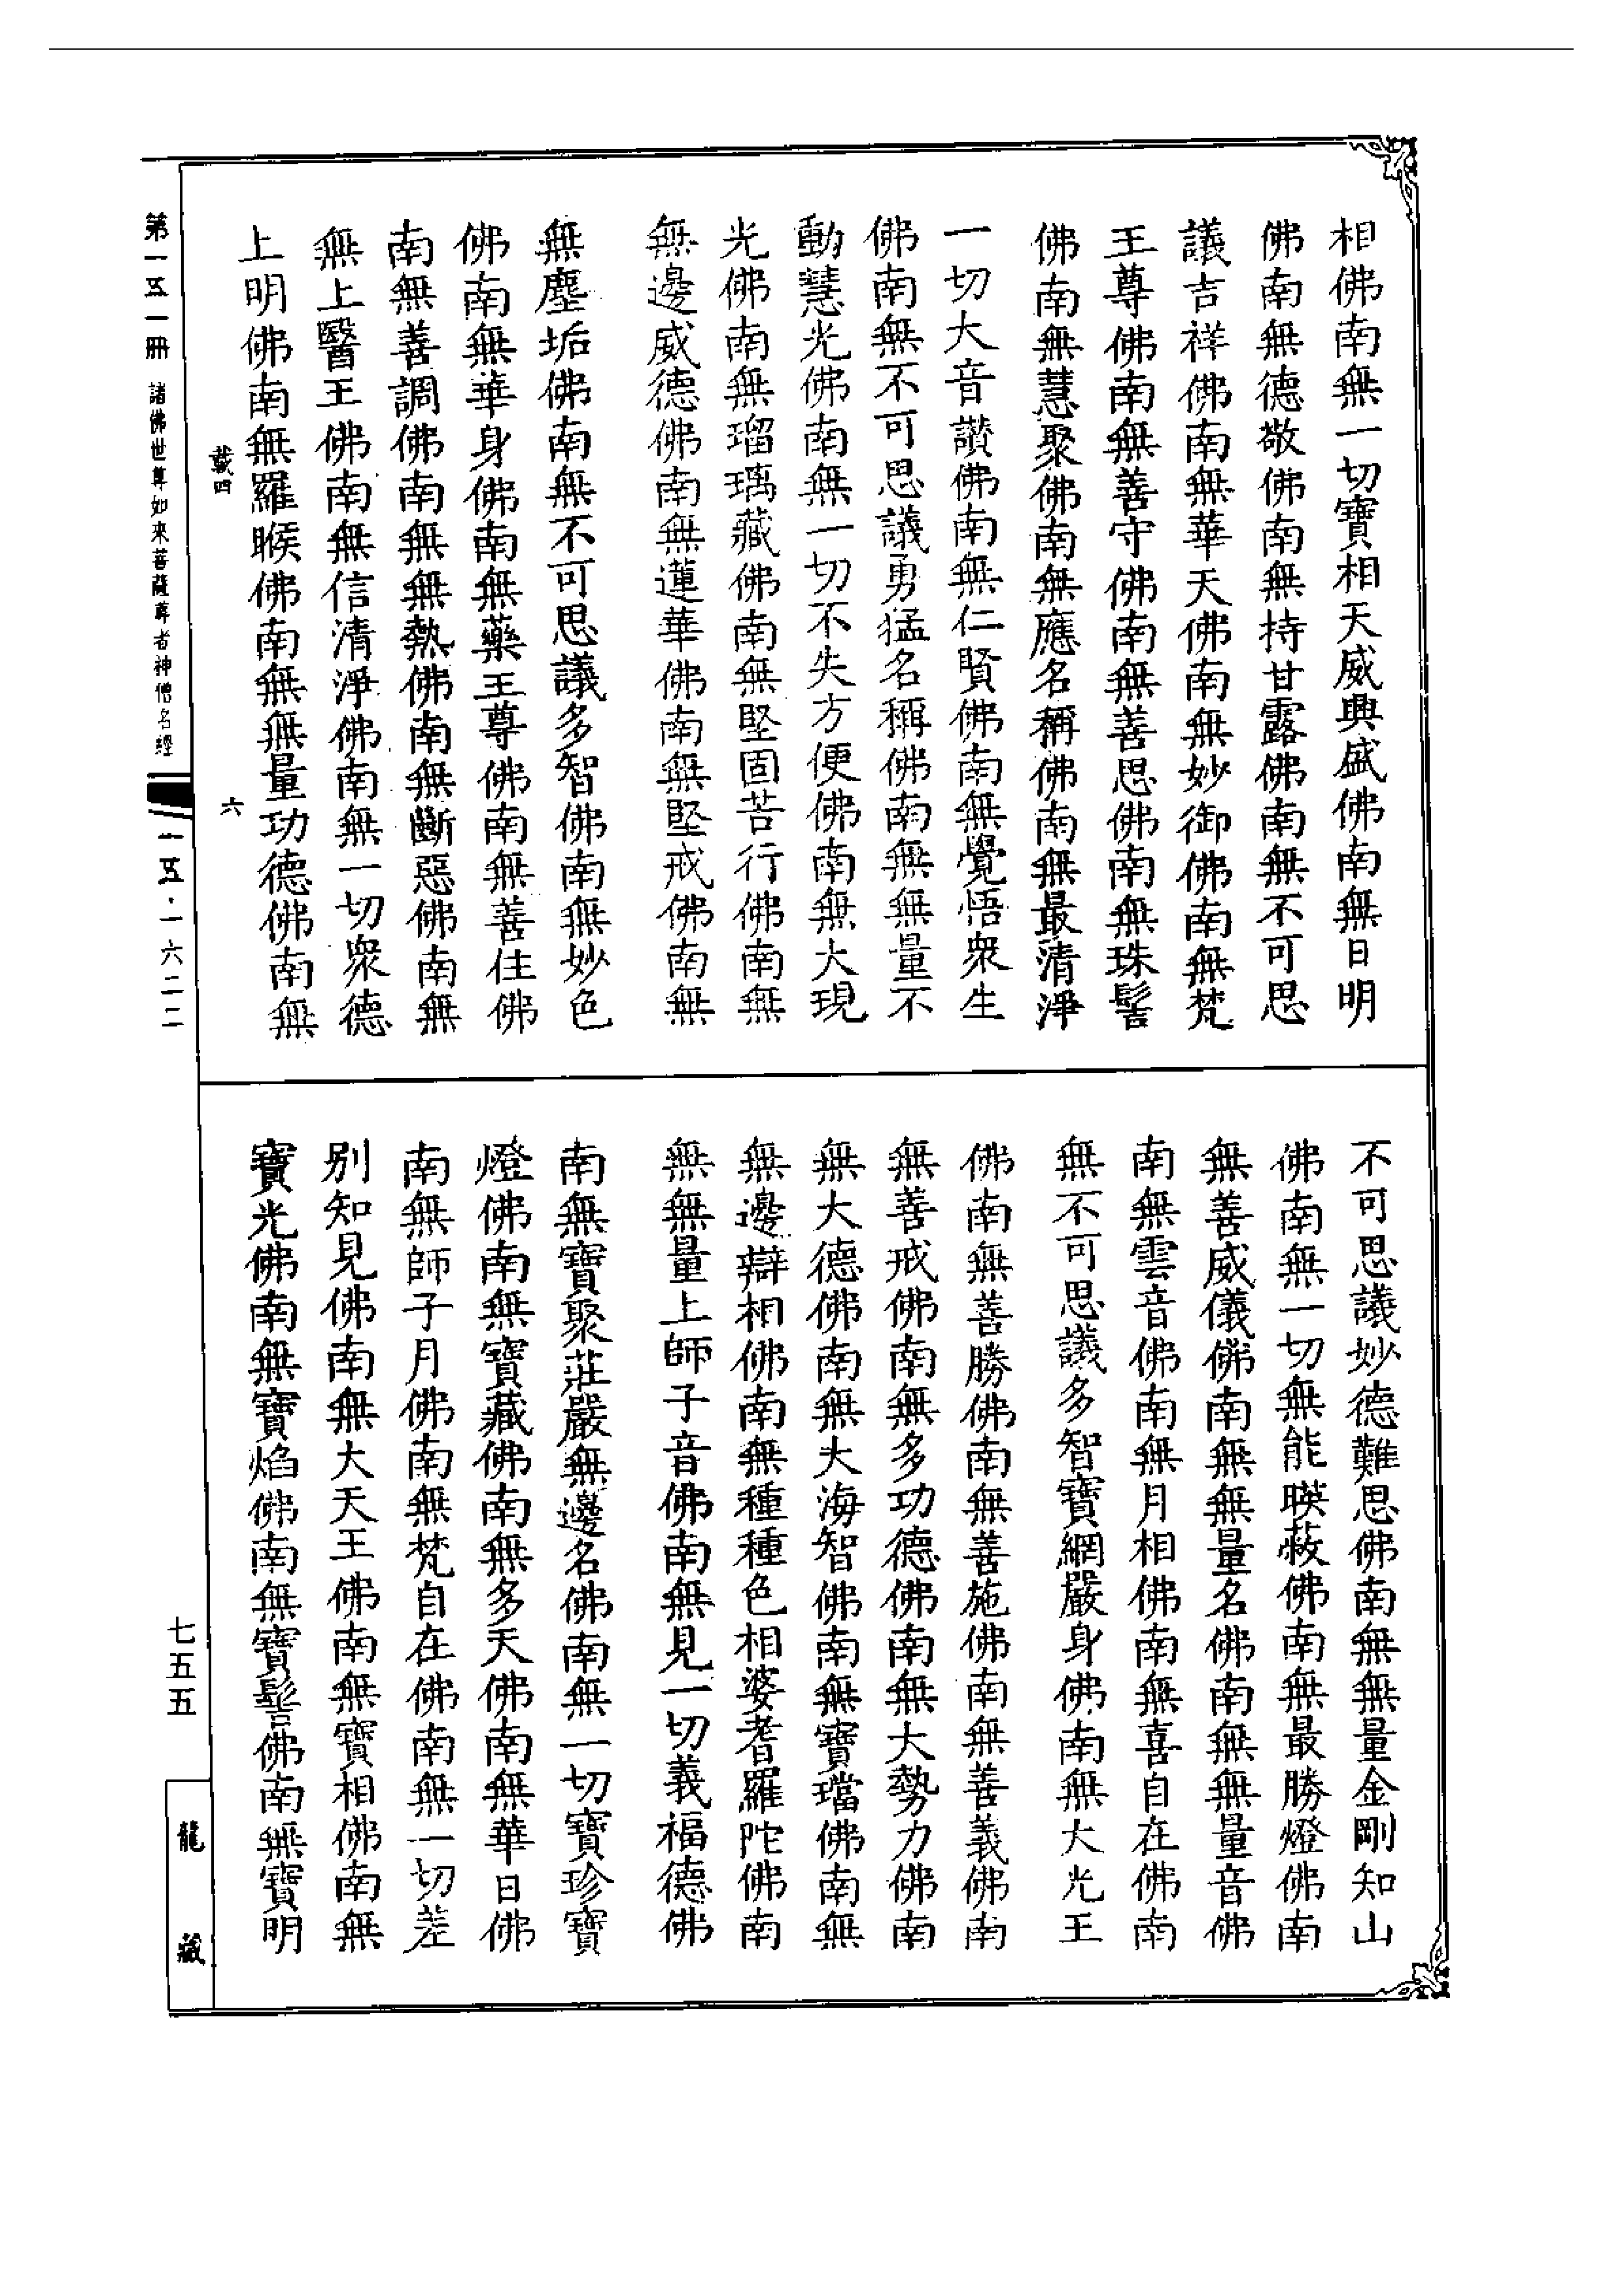 相佛南無一切寶相天威興盛佛南無日明
佛南無德敬佛南無持甘露佛南無不可思
議吉祥佛南無華天佛南無妙御佛南無梵
王尊佛南無善守佛南無善思佛南無珠髻
佛南無慧聚佛南無應名稱佛南無最清淨
一切大音讚佛南無仁賢佛南無覺悟眾生
佛南無不可思議勇猛名稱佛南無無量不
動慧光佛南無一切不失方便佛南無大現
光佛南無瑠璃藏佛南無堅固苦行佛南無
無邊威德佛南無蓮華佛南無堅戒佛南無
無塵垢佛南無不可思議多智佛南無妙色
佛南無華身佛南無藥王尊佛南無善住佛
南無善調佛南無無熱佛南無斷惡佛南無
無上醫王佛南無信清淨佛南無一切眾德
上明佛南無羅睺佛南無無量功德佛南無
載四
六
不可思議妙德難思佛南無無量金剛知山
佛南無一切無能暎蔽佛南無最勝燈佛南
無善威儀佛南無無量名佛南無無量音佛
南無雲音佛南無月相佛南無喜自在佛南
無不可思議多智寶網嚴身佛南無大光王
佛南無善勝佛南無善施佛南無善義佛南
無善戒佛南無多功德佛南無大勢力佛南
無大德佛南無大海智佛南無寶璫佛南無
無邊辯相佛南無種種色相婆耆羅陀佛南
無無量上師子音佛南無見一切義福德佛
南無寶聚莊嚴無邊名佛南無一切寶珍寶
燈佛南無寶藏佛南無多天佛南無華日佛
南無師子月佛南無梵自在佛南無一切差
別知見佛南無大天王佛南無寶相佛南無
寶光佛南無寶焰佛南無寶髻佛南無寶明
第一五一冊 諸佛世尊如來菩薩尊者神僧名經
一五·一六二二
七五五
龍藏